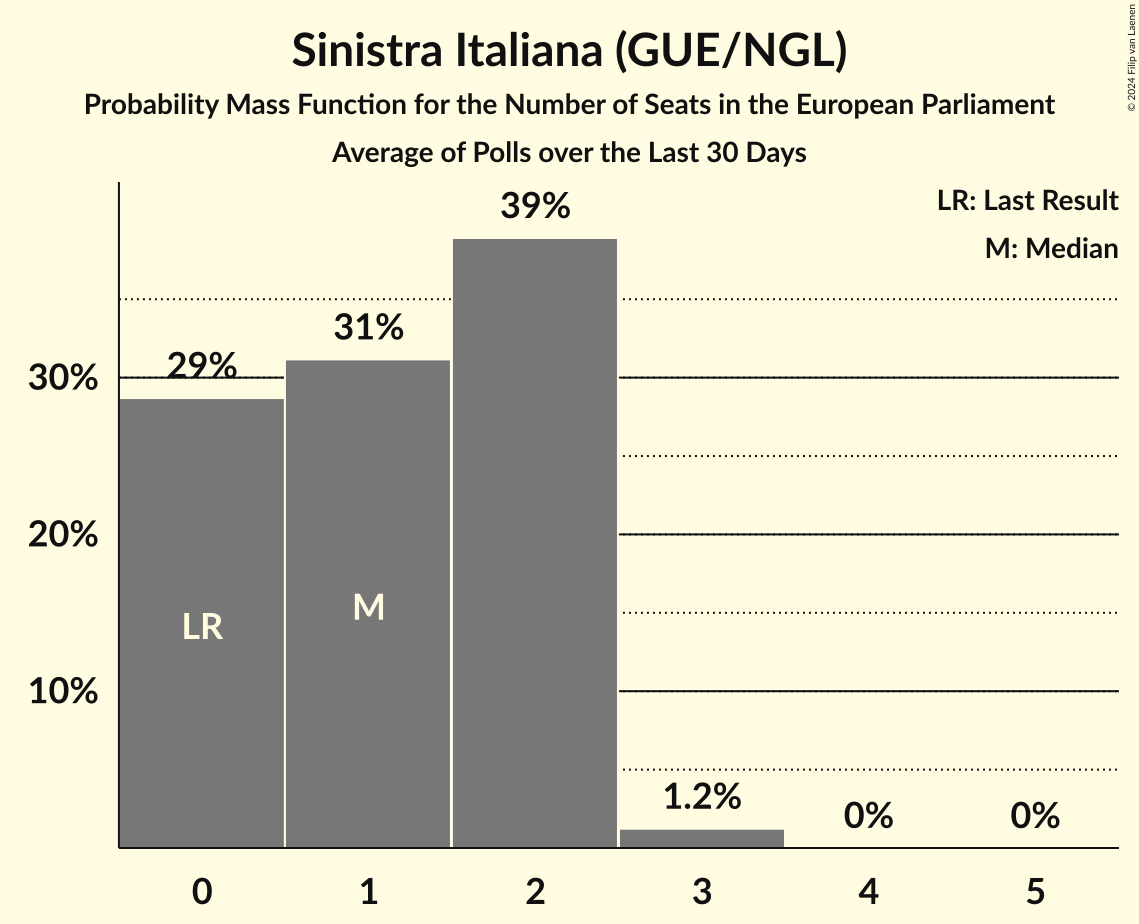 Sinistra Italiana (GUE/NGL)
Probability Mass Function for the Number of Seats in the European Parliament
Average of Polls over the Last 30 Days
© 2024 Filip van Laenen
LR: Last Result
M: Median
39%
31%
29%
30%
20%
LR
M
10%
1.2%
0%
0%
0 1 2 3 4 5